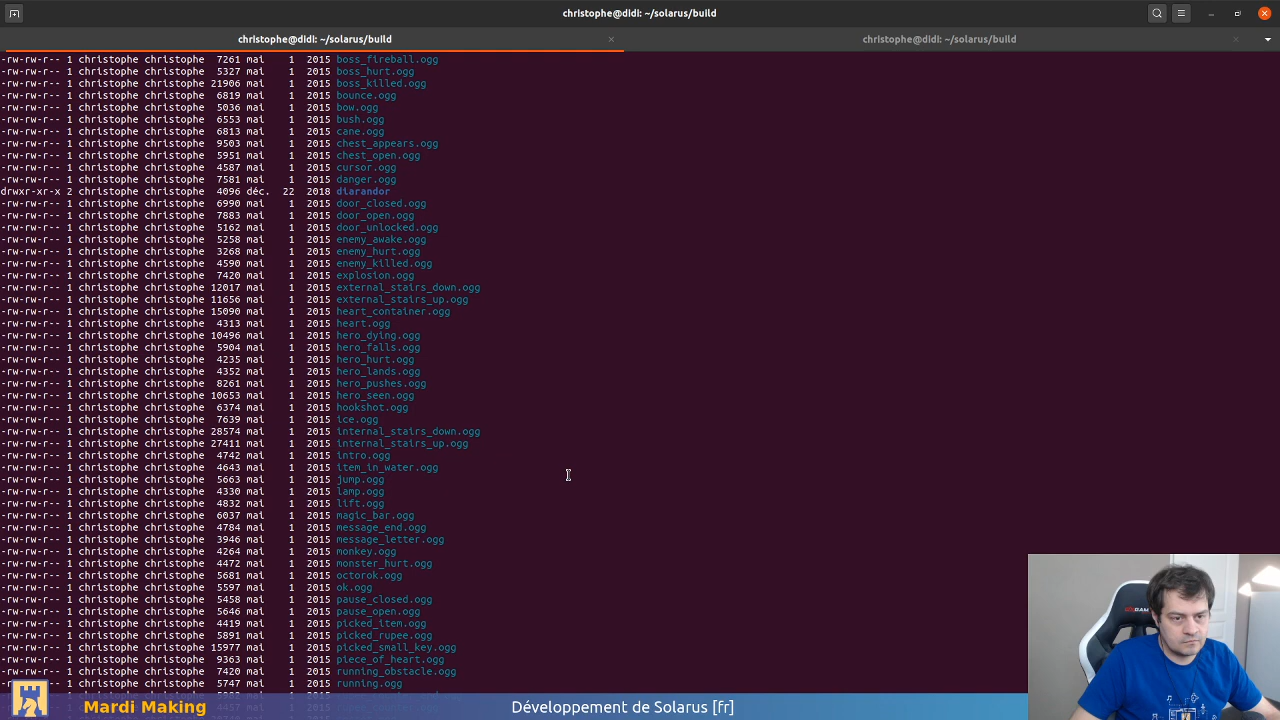 christophe@didi: ~/solarus/build
christophe@didi: ~/solarus/build
christophe@didi: ~/solarus/build
-rw-rw-r-- 1 christophe christophe 7261 mai 1 2015 boss_fireball.ogg
-rw-rw-r-- 1 christophe christophe 5327 mai 1 2015 boss_hurt.ogg
-rw-rw-r-- 1 christophe christophe 21906 mai 1 2015 boss_killed.ogg
-rw-rw-r-- 1 christophe christophe 6819 mai 1 2015 bounce.ogg
-rw-rw-r-- 1 christophe christophe 5036 mai 1 2015 bow.ogg
-rw-rw-r-- 1 christophe christophe 6553 mai 1 2015 bush.ogg
-rw-rw-r-- 1 christophe christophe 6813 mai 1 2015 cane.ogg
-rw-rw-r-- 1 christophe christophe 9503 mai 1 2015 chest_appears.ogg
-rw-rw-r-- 1 christophe christophe 5951 mai 1 2015 chest_open.ogg
-rw-rw-r-- 1 christophe christophe 4587 mai 1 2015 cursor.ogg
-rw-rw-r-- 1 christophe christophe 7581 mai 1 2015 danger.ogg
drwxr-xr-x 2 christophe christophe 4096 déc. 22 2018 diarandor
-rw-rw-r-- 1 christophe christophe 6990 mai 1 2015 door_closed.ogg
-rw-rw-r-- 1 christophe christophe 7883 mai 1 2015 door_open.ogg
-rw-rw-r-- 1 christophe christophe 5162 mai 1 2015 door_unlocked.ogg
-rw-rw-r-- 1 christophe christophe 5258 mai 1 2015 enemy_awake.ogg
-rw-rw-r-- 1 christophe christophe 3268 mai 1 2015 enemy_hurt.ogg
-rw-rw-r-- 1 christophe christophe 4590 mai 1 2015 enemy_killed.ogg
-rw-rw-r-- 1 christophe christophe 7420 mai 1 2015 explosion.ogg
-rw-rw-r-- 1 christophe christophe 12017 mai 1 2015 external_stairs_down.ogg
-rw-rw-r-- 1 christophe christophe 11656 mai 1 2015 external_stairs_up.ogg
-rw-rw-r-- 1 christophe christophe 15090 mai 1 2015 heart_container.ogg
-rw-rw-r-- 1 christophe christophe 4313 mai 1 2015 heart.ogg
-rw-rw-r-- 1 christophe christophe 10496 mai 1 2015 hero_dying.ogg
-rw-rw-r-- 1 christophe christophe 5904 mai 1 2015 hero_falls.ogg
-rw-rw-r-- 1 christophe christophe 4235 mai 1 2015 hero_hurt.ogg
-rw-rw-r-- 1 christophe christophe 4352 mai 1 2015 hero_lands.ogg
-rw-rw-r-- 1 christophe christophe 8261 mai 1 2015 hero_pushes.ogg
-rw-rw-r-- 1 christophe christophe 10653 mai 1 2015 hero_seen.ogg
-rw-rw-r-- 1 christophe christophe 6374 mai 1 2015 hookshot.ogg
-rw-rw-r-- 1 christophe christophe 7639 mai 1 2015 ice.ogg
-rw-rw-r-- 1 christophe christophe 28574 mai 1 2015 internal_stairs_down.ogg
-rw-rw-r-- 1 christophe christophe 27411 mai 1 2015 internal_stairs_up.ogg
-rw-rw-r-- 1 christophe christophe 4742 mai 1 2015 intro.ogg
-rw-rw-r-- 1 christophe christophe 4643 mai 1 2015 item_in_water.ogg
-rw-rw-r-- 1 christophe christophe 5663 mai 1 2015 jump.ogg
-rw-rw-r-- 1 christophe christophe 4330 mai 1 2015 lamp.ogg
-rw-rw-r-- 1 christophe christophe 4832 mai 1 2015 lift.ogg
-rw-rw-r-- 1 christophe christophe 6037 mai 1 2015 magic_bar.ogg
-rw-rw-r-- 1 christophe christophe 4784 mai 1 2015 message_end.ogg
-rw-rw-r-- 1 christophe christophe 3946 mai 1 2015 message_letter.ogg
-rw-rw-r-- 1 christophe christophe 4264 mai 1 2015 monkey.ogg
-rw-rw-r-- 1 christophe christophe 4472 mai 1 2015 monster_hurt.ogg
-rw-rw-r-- 1 christophe christophe 5681 mai 1 2015 octorok.ogg
-rw-rw-r-- 1 christophe christophe 5597 mai 1 2015 ok.ogg
-rw-rw-r-- 1 christophe christophe 5458 mai 1 2015 pause_closed.ogg
-rw-rw-r-- 1 christophe christophe 5646 mai 1 2015 pause_open.ogg
-rw-rw-r-- 1 christophe christophe 4419 mai 1 2015 picked_item.ogg
-rw-rw-r-- 1 christophe christophe 5891 mai 1 2015 picked_rupee.ogg
-rw-rw-r-- 1 christophe christophe 15977 mai 1 2015 picked_small_key.ogg
-rw-rw-r-- 1 christophe christophe 9363 mai 1 2015 piece_of_heart.ogg
-rw-rw-r-- 1 christophe christophe 7420 mai 1 2015 running_obstacle.ogg
-rw-rw-r-- 1 christophe christophe 5747 mai 1 2015 running.ogg
Mardi Making
Développement de Solarus [fr]